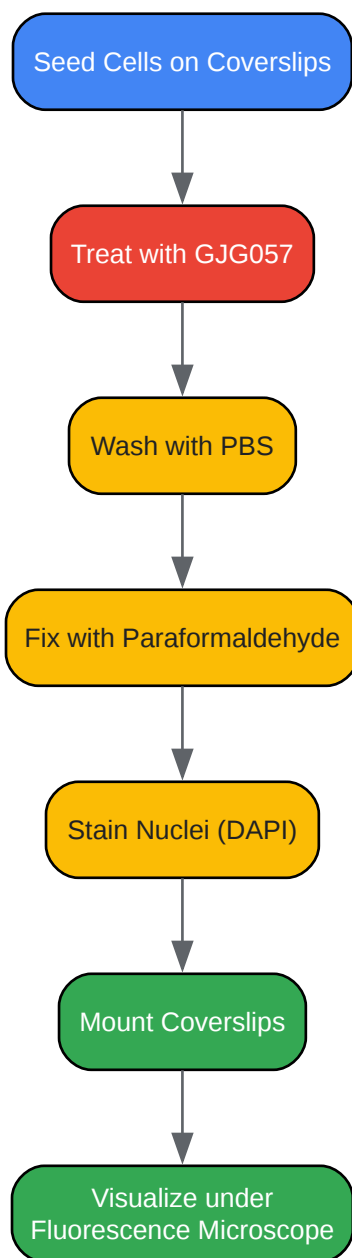 Seed Cells on Coverslips
Treat with GJG057
Wash with PBS
Fix with Paraformaldehyde
Stain Nuclei (DAPI)
Mount Coverslips
Visualize under
Fluorescence Microscope